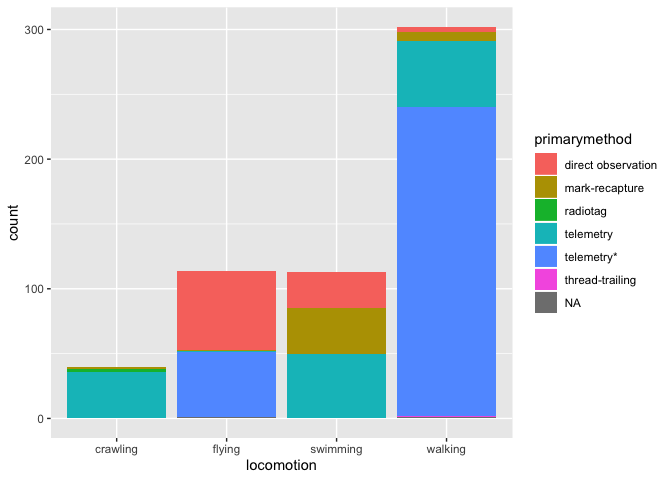 300
200
100
0
count
crawling
flying
swimming
walking
locomotion
primarymethod
direct observation
mark-recapture
radiotag
telemetry
telemetry*
thread-trailing
NA